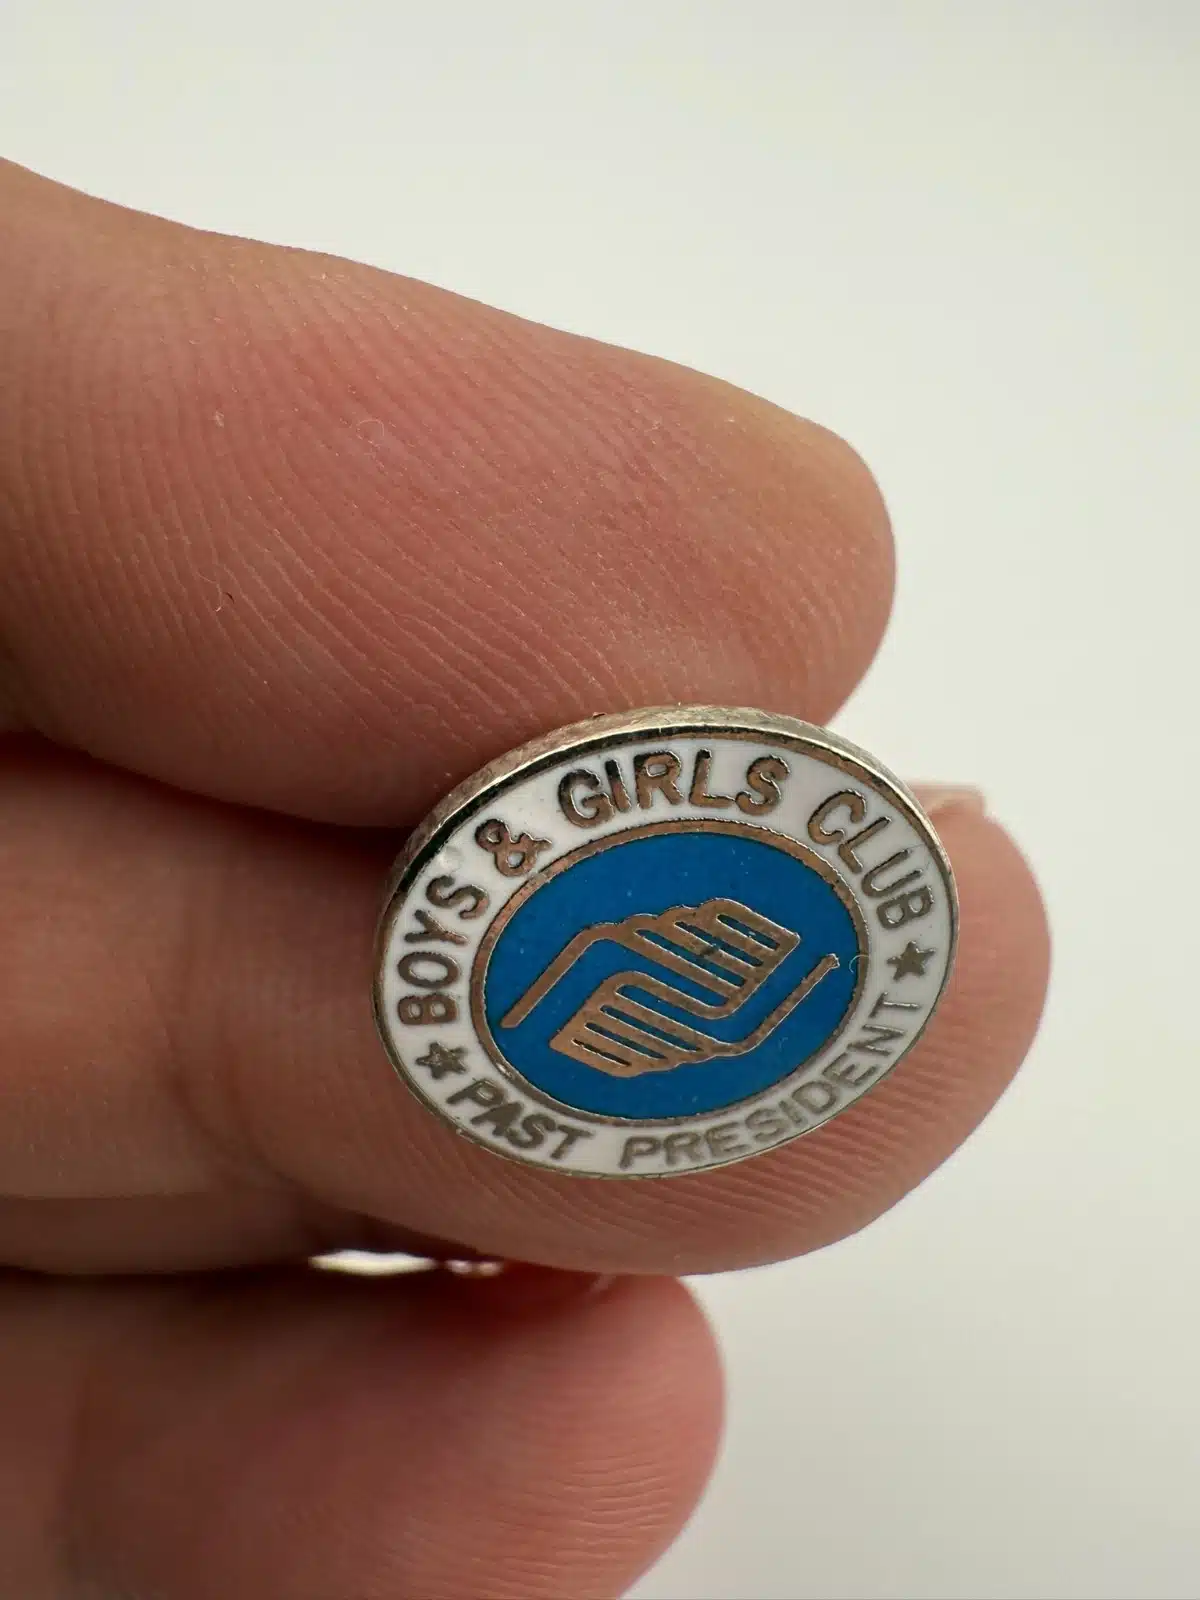 BOYS & GIRLS CLUB
★ PAST PRESIDENT ★